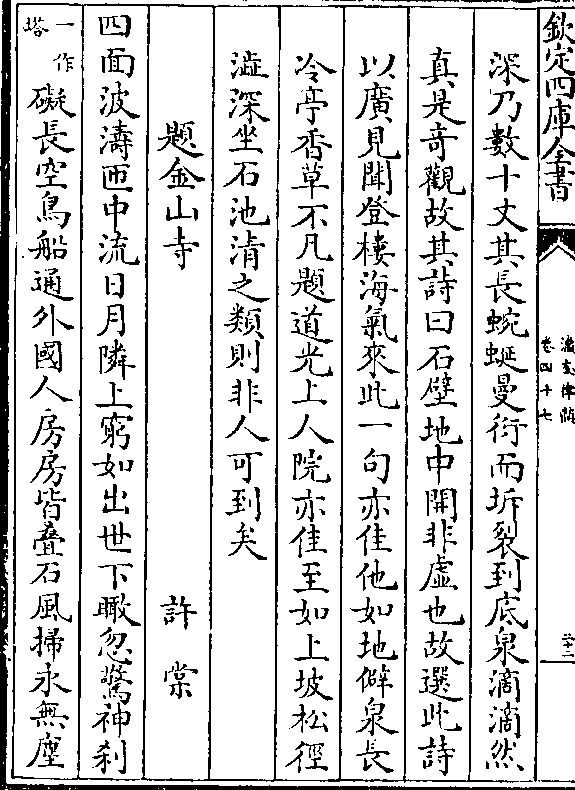 欽定四庫全書
瀛奎律髓
卷四十七
二十二
深乃數十丈其長蜿蜒曼衍而坼裂到底泉滴滴然
真是竒觀故其詩曰石壁地中開非虛也故選此詩
以廣見聞登棲海氣來此一句亦佳他如地僻泉長
冷亭香草不凡題道光上人院亦佳至如上坡松徑
澁深坐石池清之類則非人可到矣
題金山寺 許棠
四面波濤匝中流日月隣上窮如出世下瞰忽驚神刹
一作塔礙長空鳥船通外國人房房皆疊石風掃永無塵